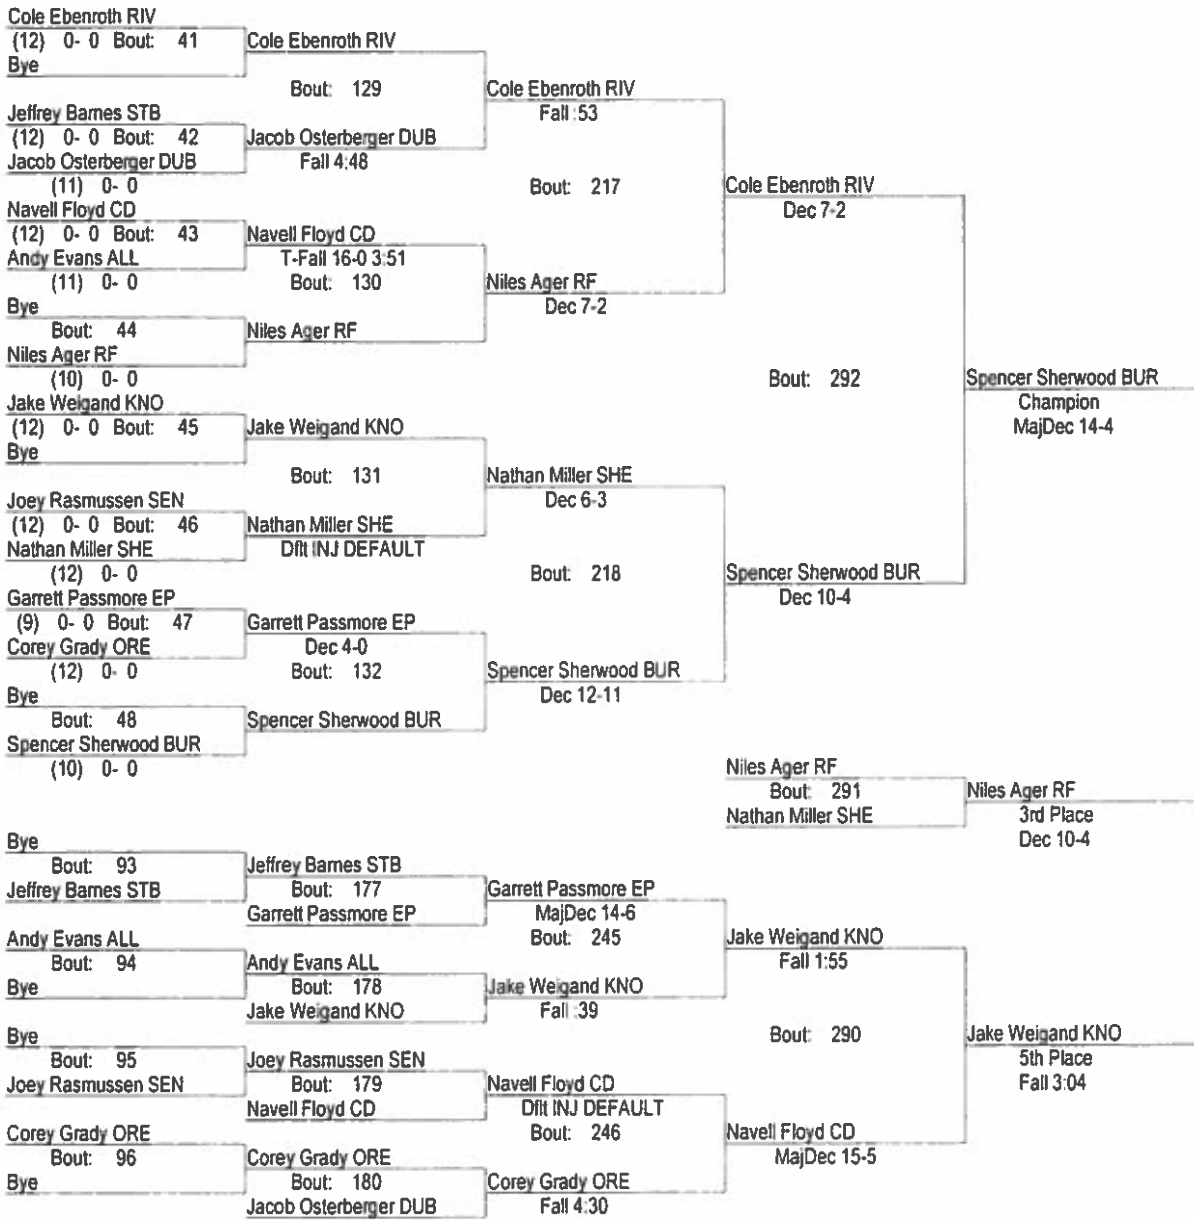 Cole Ebenroth RIV
(12) 0- 0 Bout: 41
Bye
Cole Ebenroth RIV
Bout: 129
Jeffrey Barnes STB
(12) 0- 0 Bout: 42
Jacob Osterberger DUB
(11) 0- 0
Jacob Osterberger DUB
Fall 4:48
Cole Ebenroth RIV
Fall :53
Bout: 217
Navell Floyd CD
(12) 0- 0 Bout: 43
Andy Evans ALL
(11) 0- 0
Navell Floyd CD
T-Fall 16-0 3:51
Bout: 130
Bye
Bout: 44
Niles Ager RF
(10) 0- 0
Niles Ager RF
Niles Ager RF
Dec 7-2
Cole Ebenroth RIV
Dec 7-2
Bout: 292
Jake Weigand KNO
(12) 0- 0 Bout: 45
Bye
Jake Weigand KNO
Bout: 131
Joey Rasmussen SEN
(12) 0- 0 Bout: 46
Nathan Miller SHE
(12) 0- 0
Nathan Miller SHE
Dflt INJ DEFAULT
Nathan Miller SHE
Dec 6-3
Bout: 218
Garrett Passmore EP
(9) 0- 0 Bout: 47
Corey Grady ORE
(12) 0- 0
Garrett Passmore EP
Dec 4-0
Bout: 132
Bye
Bout: 48
Spencer Sherwood BUR
(10) 0- 0
Spencer Sherwood BUR
Spencer Sherwood BUR
Dec 12-11
Spencer Sherwood BUR
Dec 10-4
Spencer Sherwood BUR
Champion
MajDec 14-4
Niles Ager RF
Bout: 291
Nathan Miller SHE
Niles Ager RF
3rd Place
Dec 10-4
Bye
Bout: 93
Jeffrey Barnes STB
Jeffrey Barnes STB
Bout: 177
Garrett Passmore EP
Garrett Passmore EP
MajDec 14-6
Bout: 245
Andy Evans ALL
Bout: 94
Bye
Andy Evans ALL
Bout: 178
Jake Weigand KNO
Jake Weigand KNO
Fall :39
Jake Weigand KNO
Fall 1:55
Bout: 290
Bye
Bout: 95
Joey Rasmussen SEN
Joey Rasmussen SEN
Bout: 179
Navell Floyd CD
Navell Floyd CD
Dflt INJ DEFAULT
Bout: 246
Corey Grady ORE
Bout: 96
Bye
Corey Grady ORE
Bout: 180
Jacob Osterberger DUB
Corey Grady ORE
Fall 4:30
Navell Floyd CD
MajDec 15-5
Jake Weigand KNO
5th Place
Fall 3:04